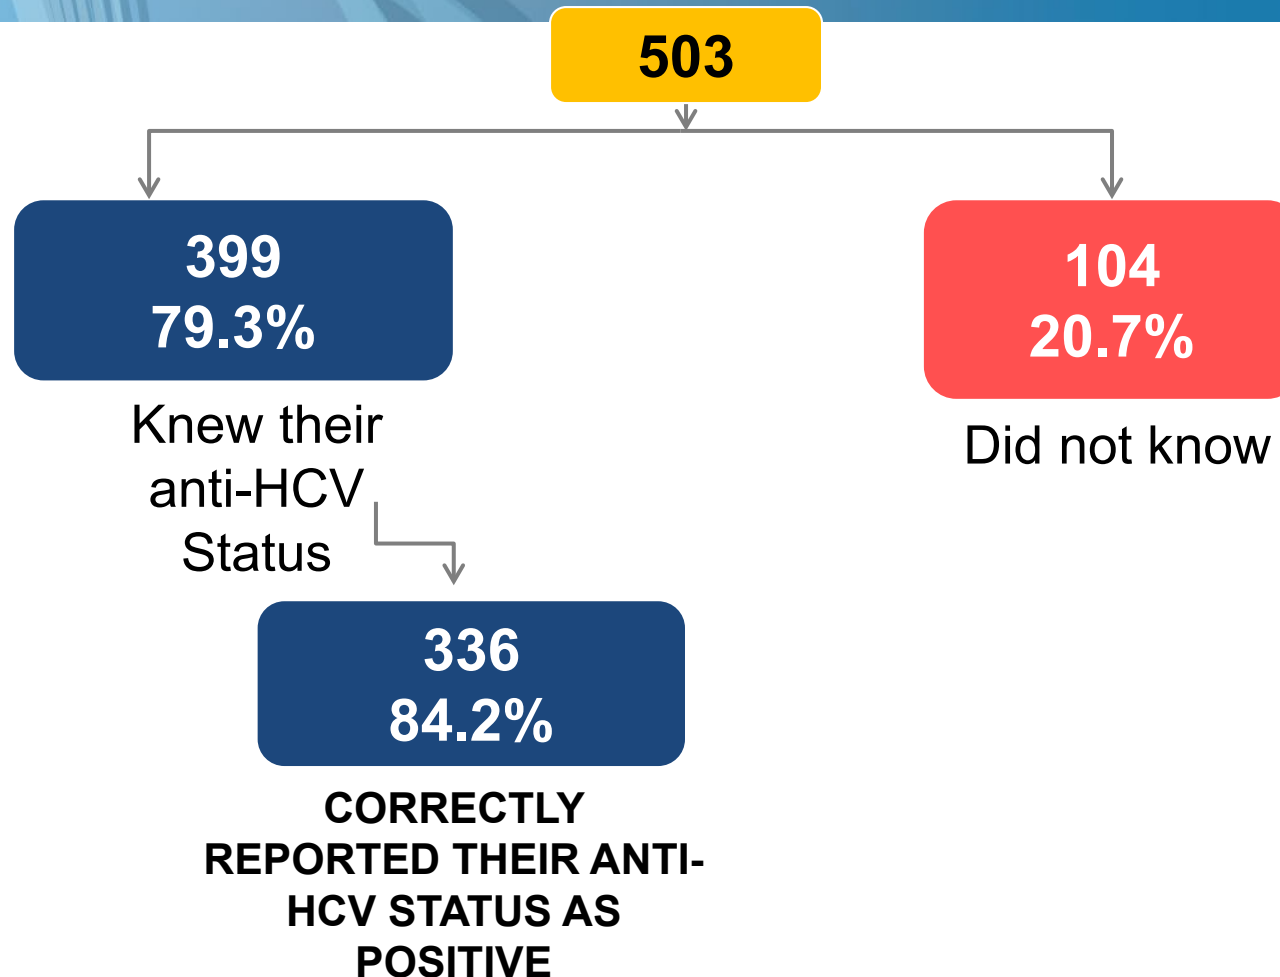 503
399
79.3%
104
20.7%
Knew their
anti-HCV
Status
Did not know
336
84.2%
CORRECTLY
REPORTED THEIR ANTI-
HCV STATUS AS
POSITIVE